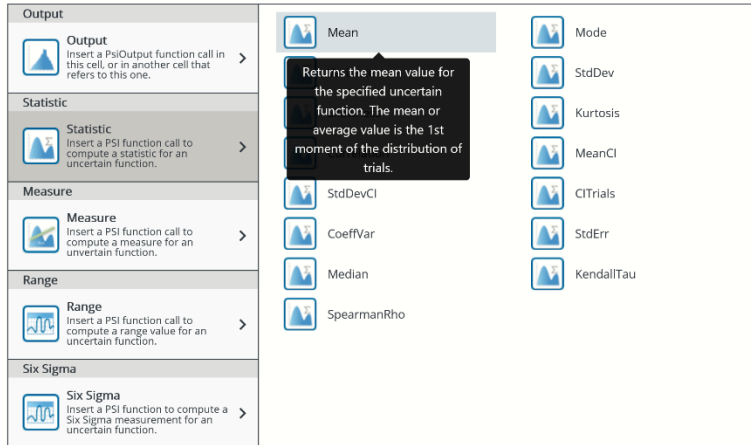 Output
Output
Insert a PsiOutput function call in
this cell, or in another cell that
refers to this one.
Statistic
Statistic
Insert a PSI function call to
compute a statistic for an
uncertain function.
Measure
Measure
Insert a PSI function call to
compute a measure for an
unvertain function.
Range
Range
Insert a PSI function call to
compute a range value for an
uncertain function.
Six Sigma
Six Sigma
Insert a PSI function to compute a
Six Sigma measurement for an
uncertain function.
Mean
Mode
Returns the mean value for
the specified uncertain
function. The mean or
average value is the 1st
moment of the distribution of
trials.
StdDev
Kurtosis
MeanCI
StdDevCI
CITrials
CoeffVar
StdErr
Median
KendallTau
SpearmanRho